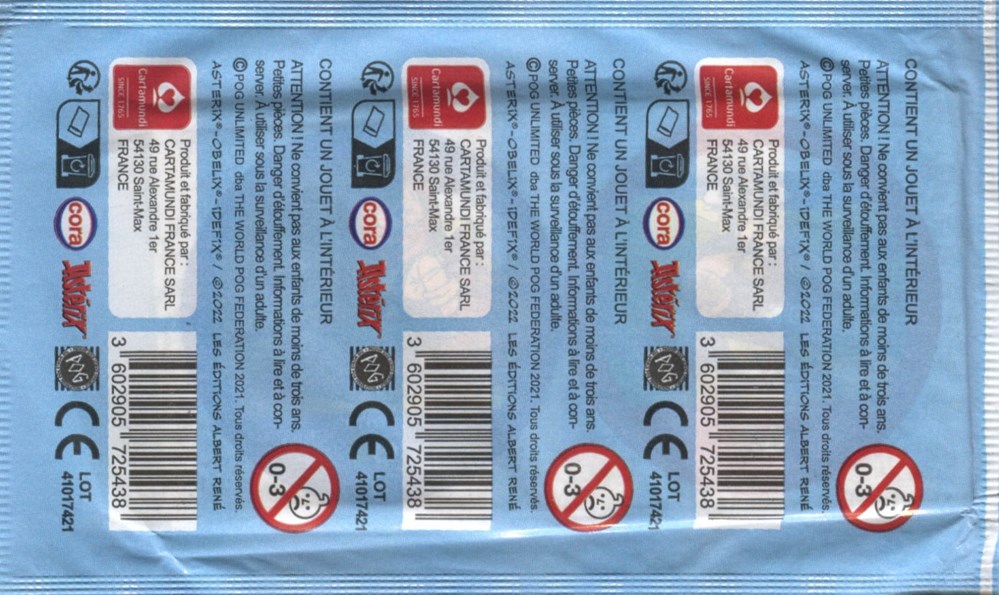 CONTIENT UN JOUET À L'INTÉRIEUR
ATTENTION ! Ne convient pas aux enfants de moins de trois ans.
Petites pièces. Danger d'étouffement. Informations à lire et à con-
server. À utiliser sous la surveillance d'un adulte.
©POG UNLIMITED dba THE WORLD POG FEDERATION 2021. Tous droits réservés.
ASTERIX®-OBELIX®-IDEFIX® / ©2021 LES ÉDITIONS ALBERT RENÉ
0-3
Cartamundi
SINCE 1765
Produit et fabriqué par :
CARTAMUNDI FRANCE SARL
49 rue Alexandre 1er
54130 Saint-Max
FRANCE
3 602905 725438
cora
Astérix
POG
CE
LOT
41017421
CONTIENT UN JOUET À L'INTÉRIEUR
ATTENTION ! Ne convient pas aux enfants de moins de trois ans.
Petites pièces. Danger d'étouffement. Informations à lire et à con-
server. À utiliser sous la surveillance d'un adulte.
©POG UNLIMITED dba THE WORLD POG FEDERATION 2021. Tous droits réservés.
ASTERIX®-OBELIX®-IDEFIX® / ©2021 LES ÉDITIONS ALBERT RENÉ
0-3
Cartamundi
SINCE 1765
Produit et fabriqué par :
CARTAMUNDI FRANCE SARL
49 rue Alexandre 1er
54130 Saint-Max
FRANCE
3 602905 725438
cora
Astérix
POG
CE
LOT
41017421
CONTIENT UN JOUET À L'INTÉRIEUR
ATTENTION ! Ne convient pas aux enfants de moins de trois ans.
Petites pièces. Danger d'étouffement. Informations à lire et à con-
server. À utiliser sous la surveillance d'un adulte.
©POG UNLIMITED dba THE WORLD POG FEDERATION 2021. Tous droits réservés.
ASTERIX®-OBELIX®-IDEFIX® / ©2021 LES ÉDITIONS ALBERT RENÉ
0-3
Cartamundi
SINCE 1765
Produit et fabriqué par :
CARTAMUNDI FRANCE SARL
49 rue Alexandre 1er
54130 Saint-Max
FRANCE
3 602905 725438
cora
Astérix
POG
CE
LOT
41017421